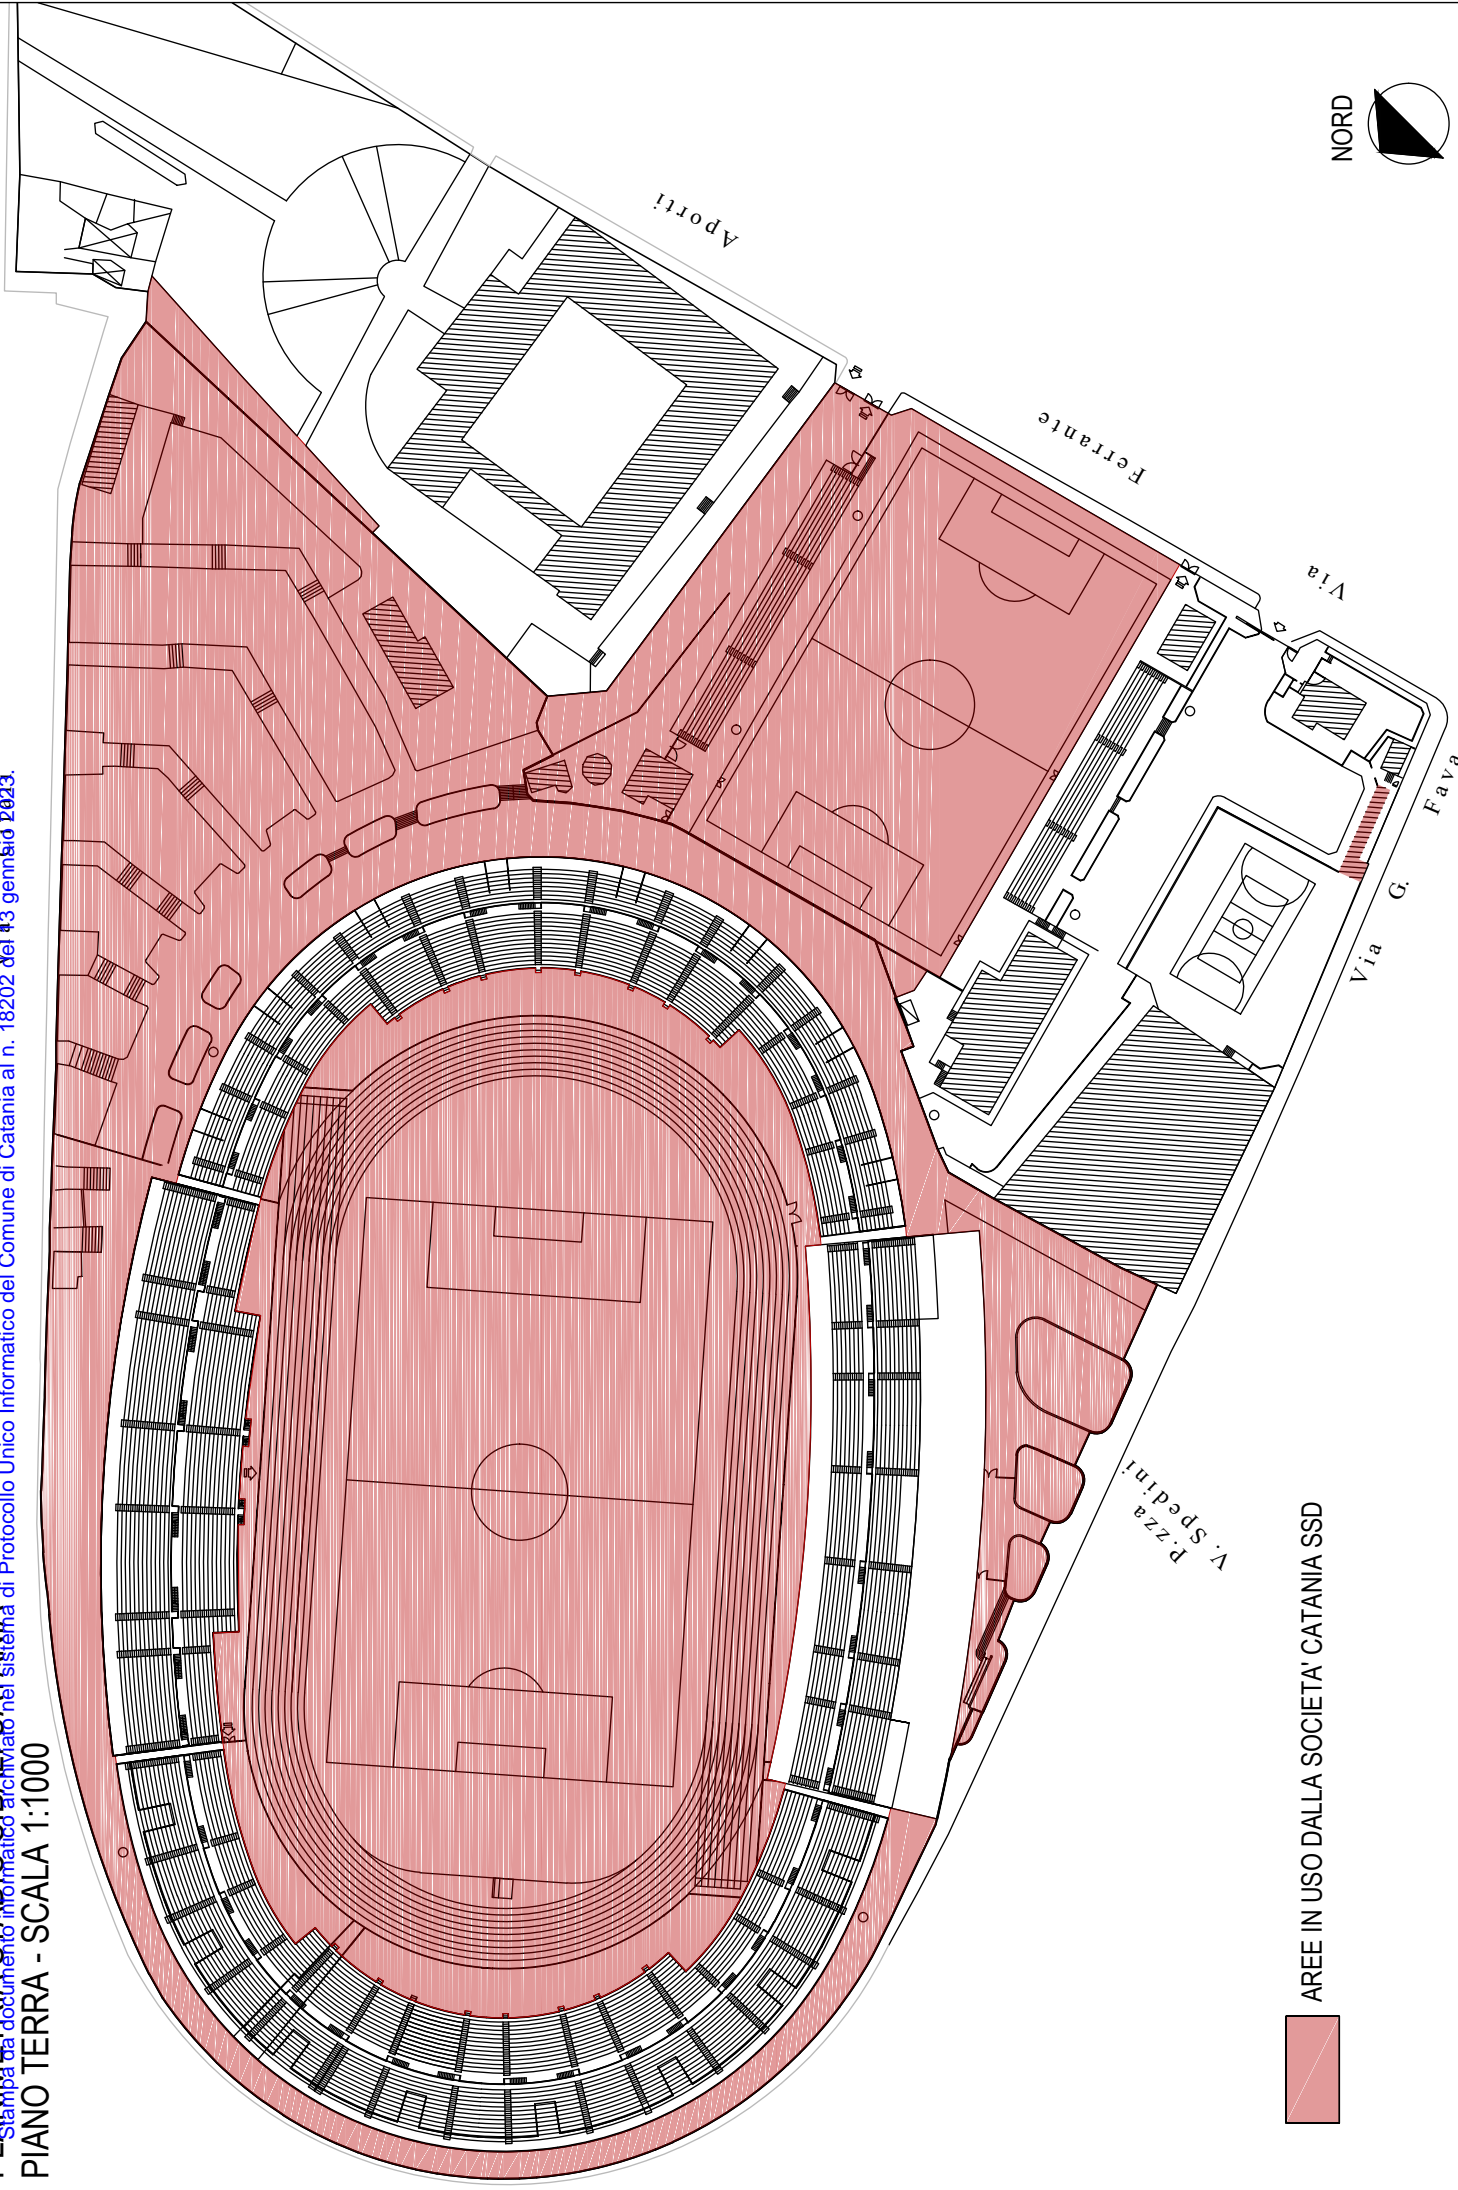 Stampa da documento informatico archiviato nel sistema di Protocollo Unico Informatico del Comune di Catania al n. 18202 del 13 gennaio 2023.
PIANO TERRA - SCALA 1:1000
NORD
Aporti
Ferrante
Via
Via G. Fava
P.zza
V. Spedini
AREE IN USO DALLA SOCIETA' CATANIA SSD